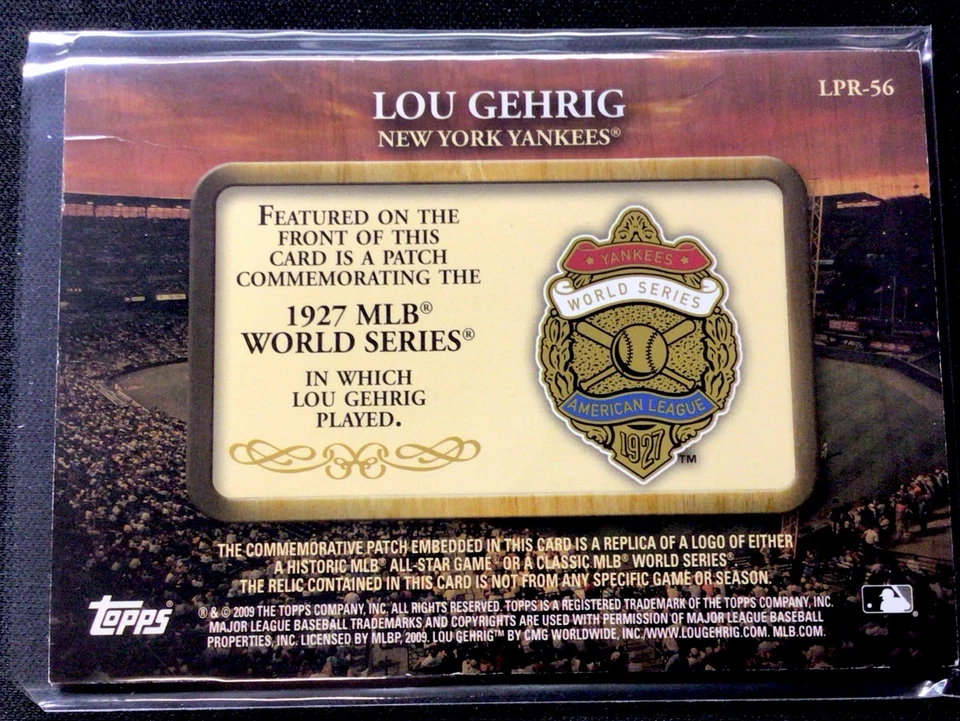 LPR-56
LOU GEHRIG
NEW YORK YANKEES®
FEATURED ON THE
FRONT OF THIS
CARD IS A PATCH
COMMEMORATING THE
1927 MLB®
WORLD SERIES®
IN WHICH
LOU GEHRIG
PLAYED.
YANKEES
WORLD SERIES
AMERICAN LEAGUE
1927
TM
THE COMMEMORATIVE PATCH EMBEDDED IN THIS CARD IS A REPLICA OF A LOGO OF EITHER
A HISTORIC MLB® ALL-STAR GAME® OR A CLASSIC MLB® WORLD SERIES®.
THE RELIC CONTAINED IN THIS CARD IS NOT FROM ANY SPECIFIC GAME OR SEASON.
TOPPS®
® & © 2009 THE TOPPS COMPANY, INC. ALL RIGHTS RESERVED. TOPPS IS A REGISTERED TRADEMARK OF THE TOPPS COMPANY, INC.
MAJOR LEAGUE BASEBALL TRADEMARKS AND COPYRIGHTS ARE USED WITH PERMISSION OF MAJOR LEAGUE BASEBALL
PROPERTIES, INC. LICENSED BY MLBP, 2009. LOU GEHRIG™ BY CMG WORLDWIDE, INC./WWW.LOUGEHRIG.COM. MLB.COM.